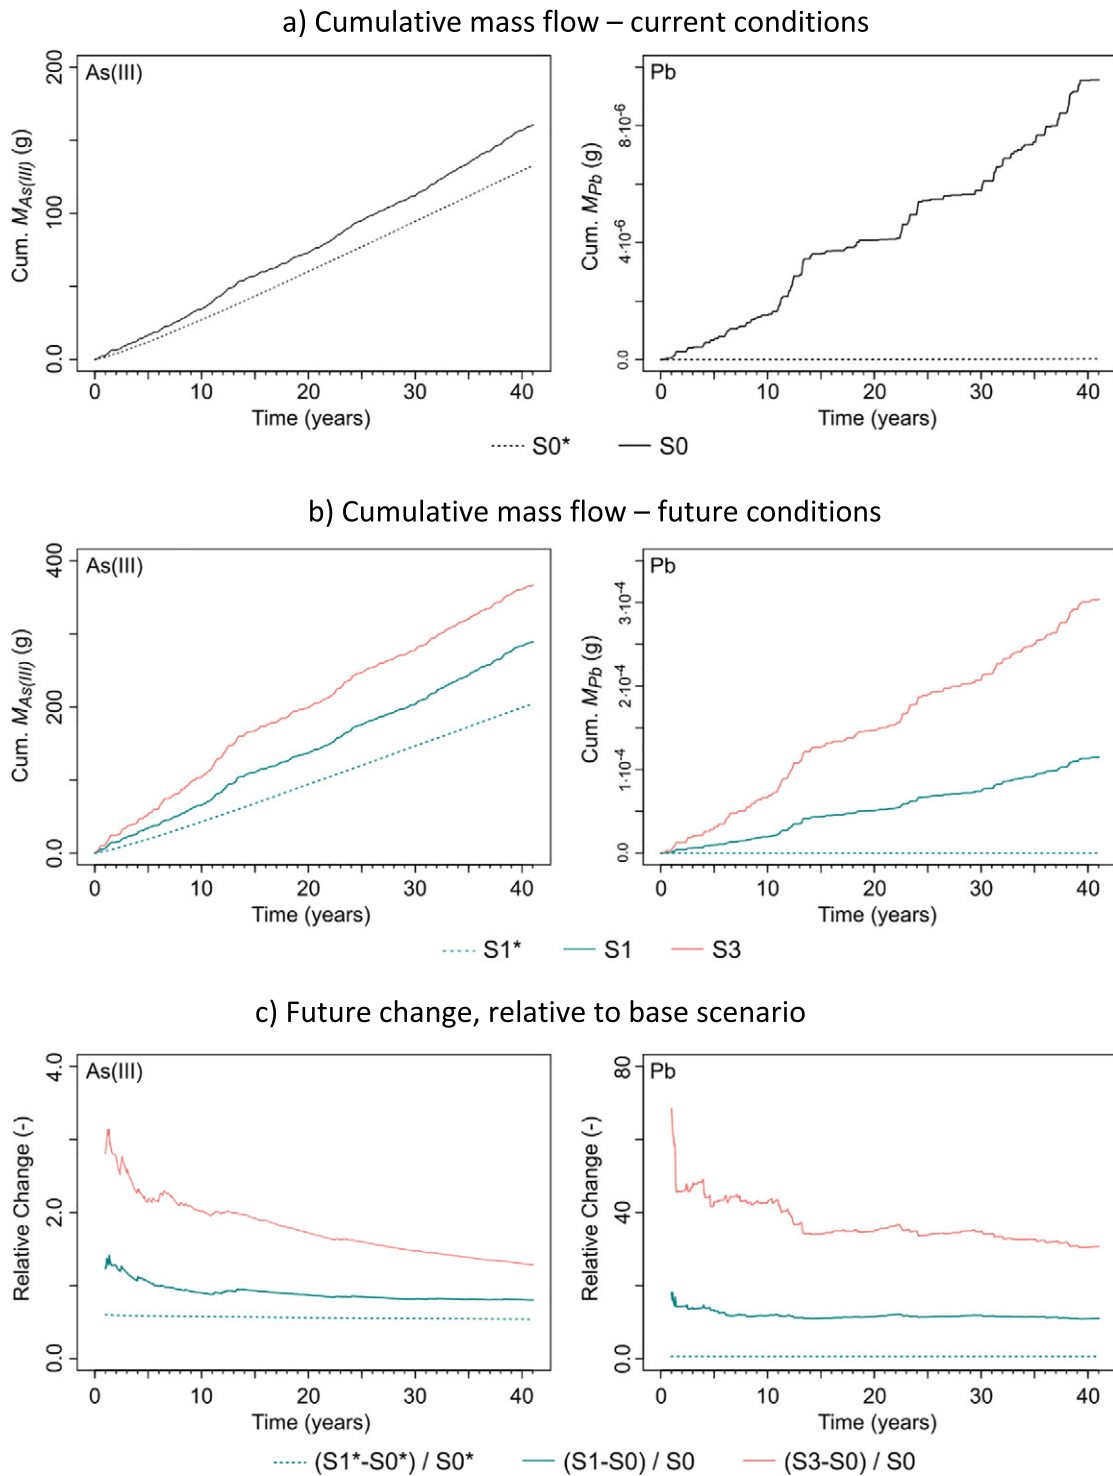 a) Cumulative mass flow – current conditions
As(III)
Cum. M_As(III) (g)
200
100
0.0
0 10 20 30 40
Time (years)
Pb
Cum. M_Pb (g)
8·10⁻⁶
4·10⁻⁶
0.0
0 10 20 30 40
Time (years)
S0* S0
b) Cumulative mass flow – future conditions
As(III)
Cum. M_As(III) (g)
400
200
0.0
0 10 20 30 40
Time (years)
Pb
Cum. M_Pb (g)
3·10⁻⁴
2·10⁻⁴
1·10⁻⁴
0.0
0 10 20 30 40
Time (years)
S1* S1 S3
c) Future change, relative to base scenario
As(III)
Relative Change (-)
4.0
2.0
0.0
0 10 20 30 40
Time (years)
Pb
Relative Change (-)
80
40
0.0
0 10 20 30 40
Time (years)
(S1*-S0*) / S0* (S1-S0) / S0 (S3-S0) / S0